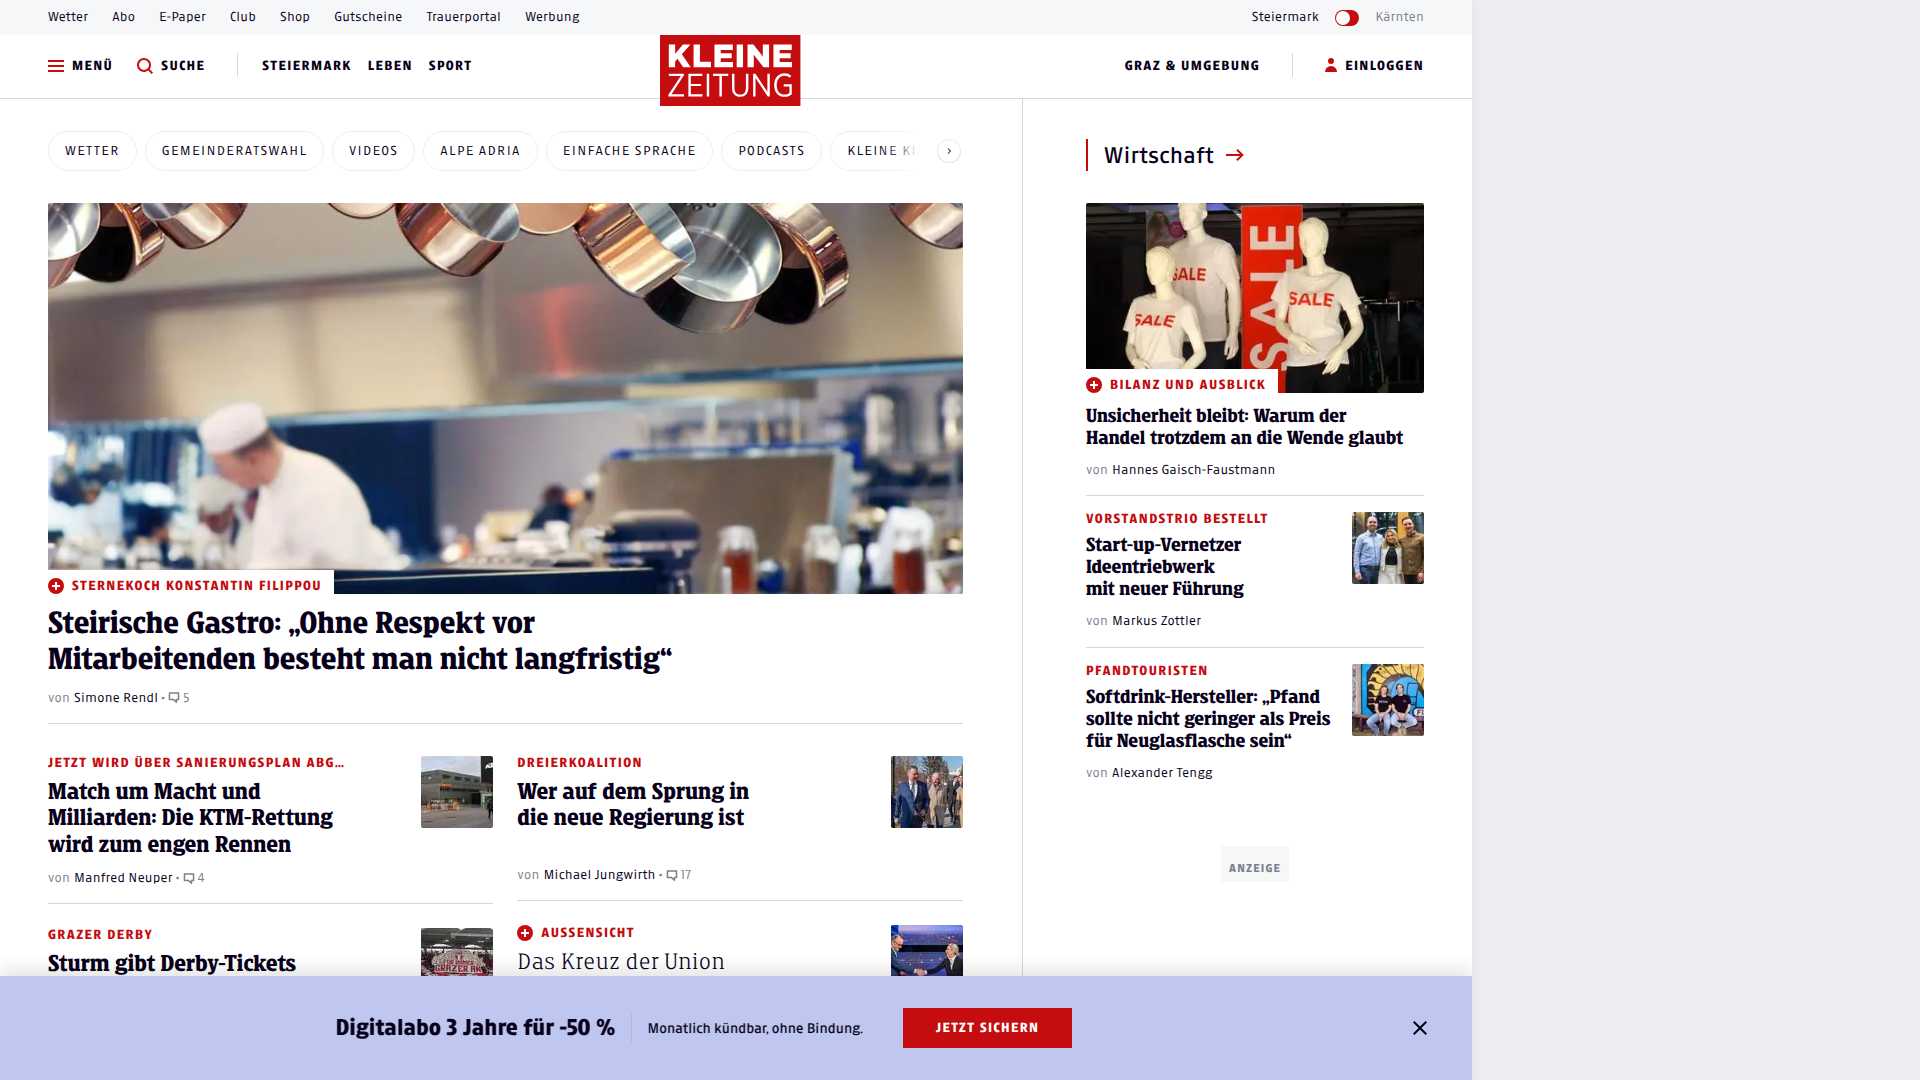 Wetter Abo E-Paper Club Shop Gutscheine Trauerportal Werbung Steiermark Kärnten
MENÜ SUCHE STEIERMARK LEBEN SPORT KLEINE ZEITUNG GRAZ & UMGEBUNG EINLOGGEN
WETTER GEMEINDERATSWAHL VIDEOS ALPE ADRIA EINFACHE SPRACHE PODCASTS KLEINE
STERNEKOCH KONSTANTIN FILIPPOU
Steirische Gastro: „Ohne Respekt vor
Mitarbeitenden besteht man nicht langfristig“
von Simone Rendl • 5
JETZT WIRD ÜBER SANIERUNGSPLAN ABG...
Match um Macht und
Milliarden: Die KTM-Rettung
wird zum engen Rennen
von Manfred Neuper • 4
DREIERKOALITION
Wer auf dem Sprung in
die neue Regierung ist
von Michael Jungwirth • 17
GRAZER DERBY
Sturm gibt Derby-Tickets
GRAZER AK
AUSSENSICHT
Das Kreuz der Union
Wirtschaft
SALE
SALE
SALE
SALE
BILANZ UND AUSBLICK
Unsicherheit bleibt: Warum der
Handel trotzdem an die Wende glaubt
von Hannes Gaisch-Faustmann
VORSTANDSTRIO BESTELLT
Start-up-Vernetzer
Ideentriebwerk
mit neuer Führung
von Markus Zottler
PFANDTOURISTEN
Softdrink-Hersteller: „Pfand
sollte nicht geringer als Preis
für Neuglasflasche sein“
von Alexander Tengg
ANZEIGE
Digitalabo 3 Jahre für -50 % Monatlich kündbar, ohne Bindung. JETZT SICHERN